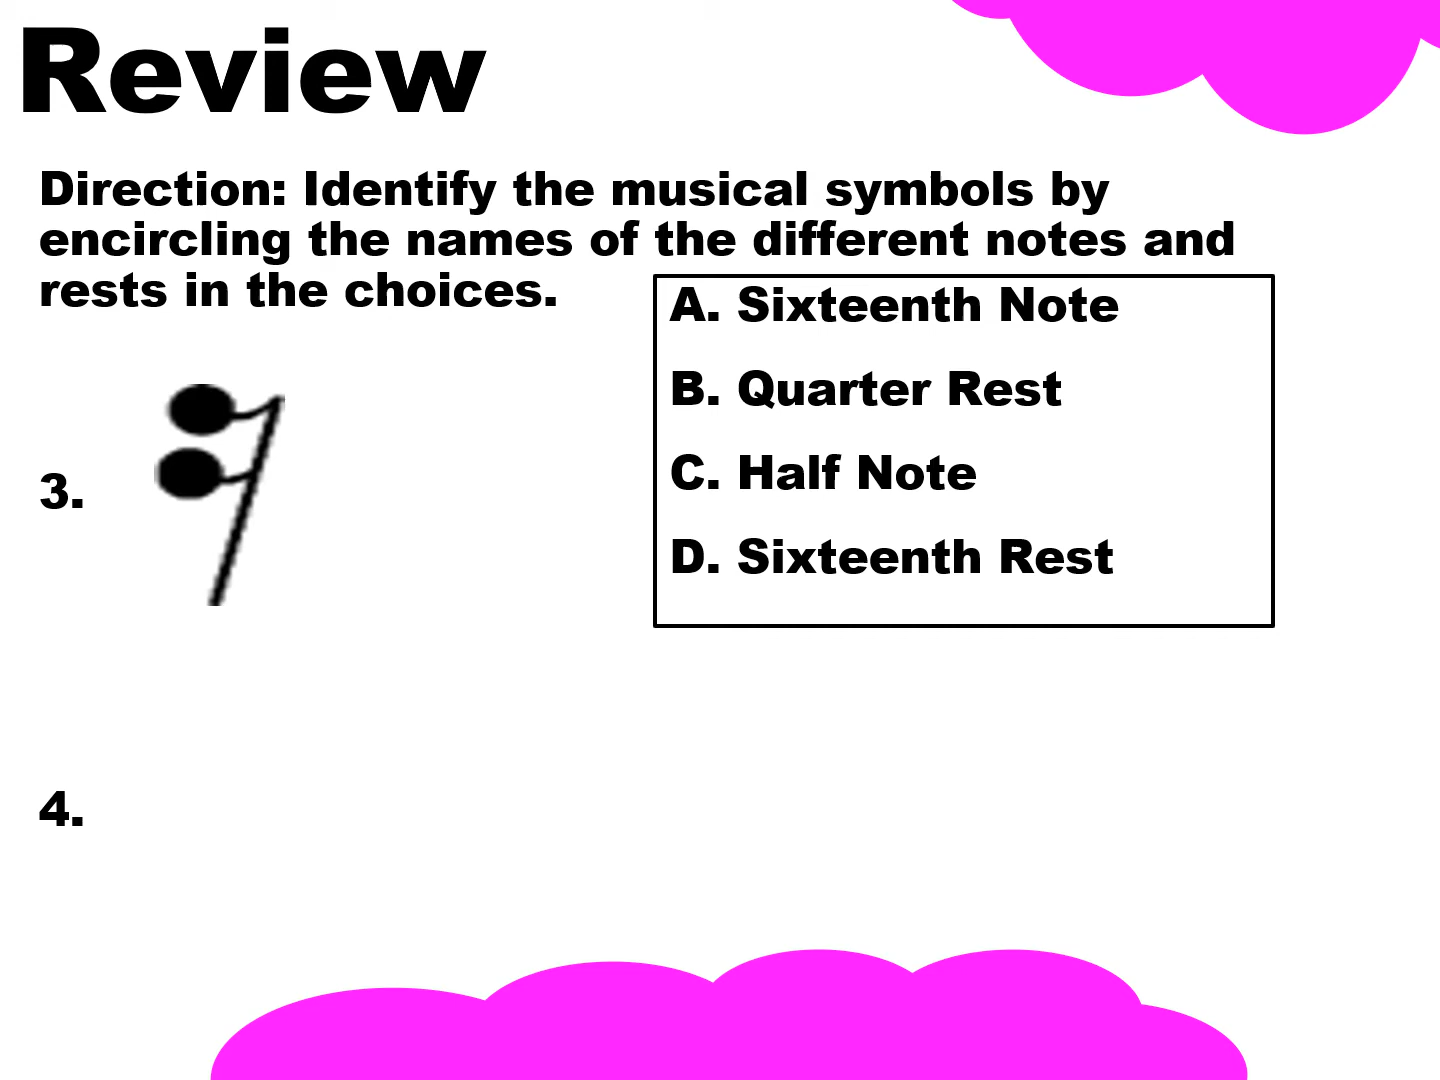 Review
Direction: Identify the musical symbols by
encircling the names of the different notes and
rests in the choices.
A. Sixteenth Note
B. Quarter Rest
C. Half Note
D. Sixteenth Rest
3.
4.